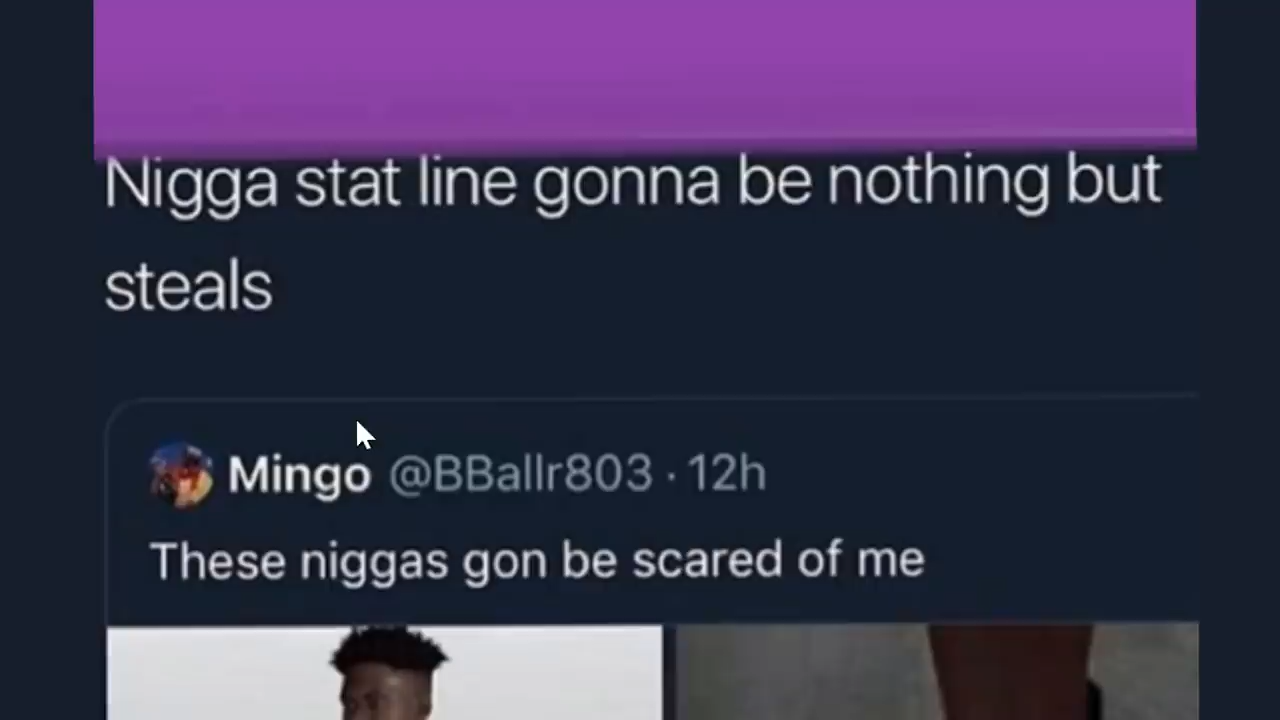 Nigga stat line gonna be nothing but
steals
Mingo @BBallr803 · 12h
These niggas gon be scared of me